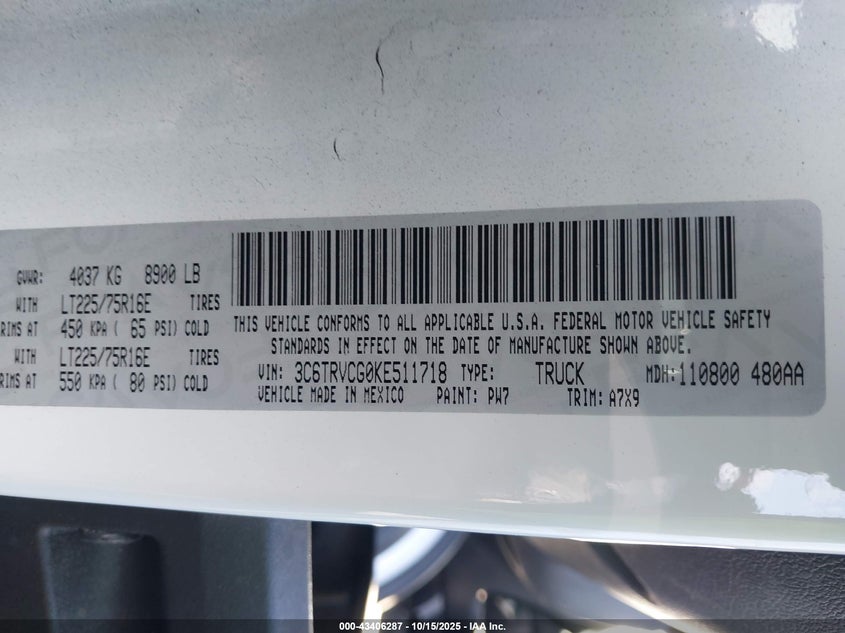 GVWR: 4037 KG 8900 LB
WITH LT225/75R16E TIRES
RIMS AT 450 KPA ( 65 PSI) COLD
WITH LT225/75R16E TIRES
RIMS AT 550 KPA ( 80 PSI) COLD
THIS VEHICLE CONFORMS TO ALL APPLICABLE U.S.A. FEDERAL MOTOR VEHICLE SAFETY
STANDARDS IN EFFECT ON THE DATE OF MANUFACTURE SHOWN ABOVE.
VIN: 3C6TRVCG0KE511718 TYPE: TRUCK MDH:110800 480AA
VEHICLE MADE IN MEXICO PAINT: PW7 TRIM: A7X9
000-43406287 - 10/15/2025 - IAA Inc.